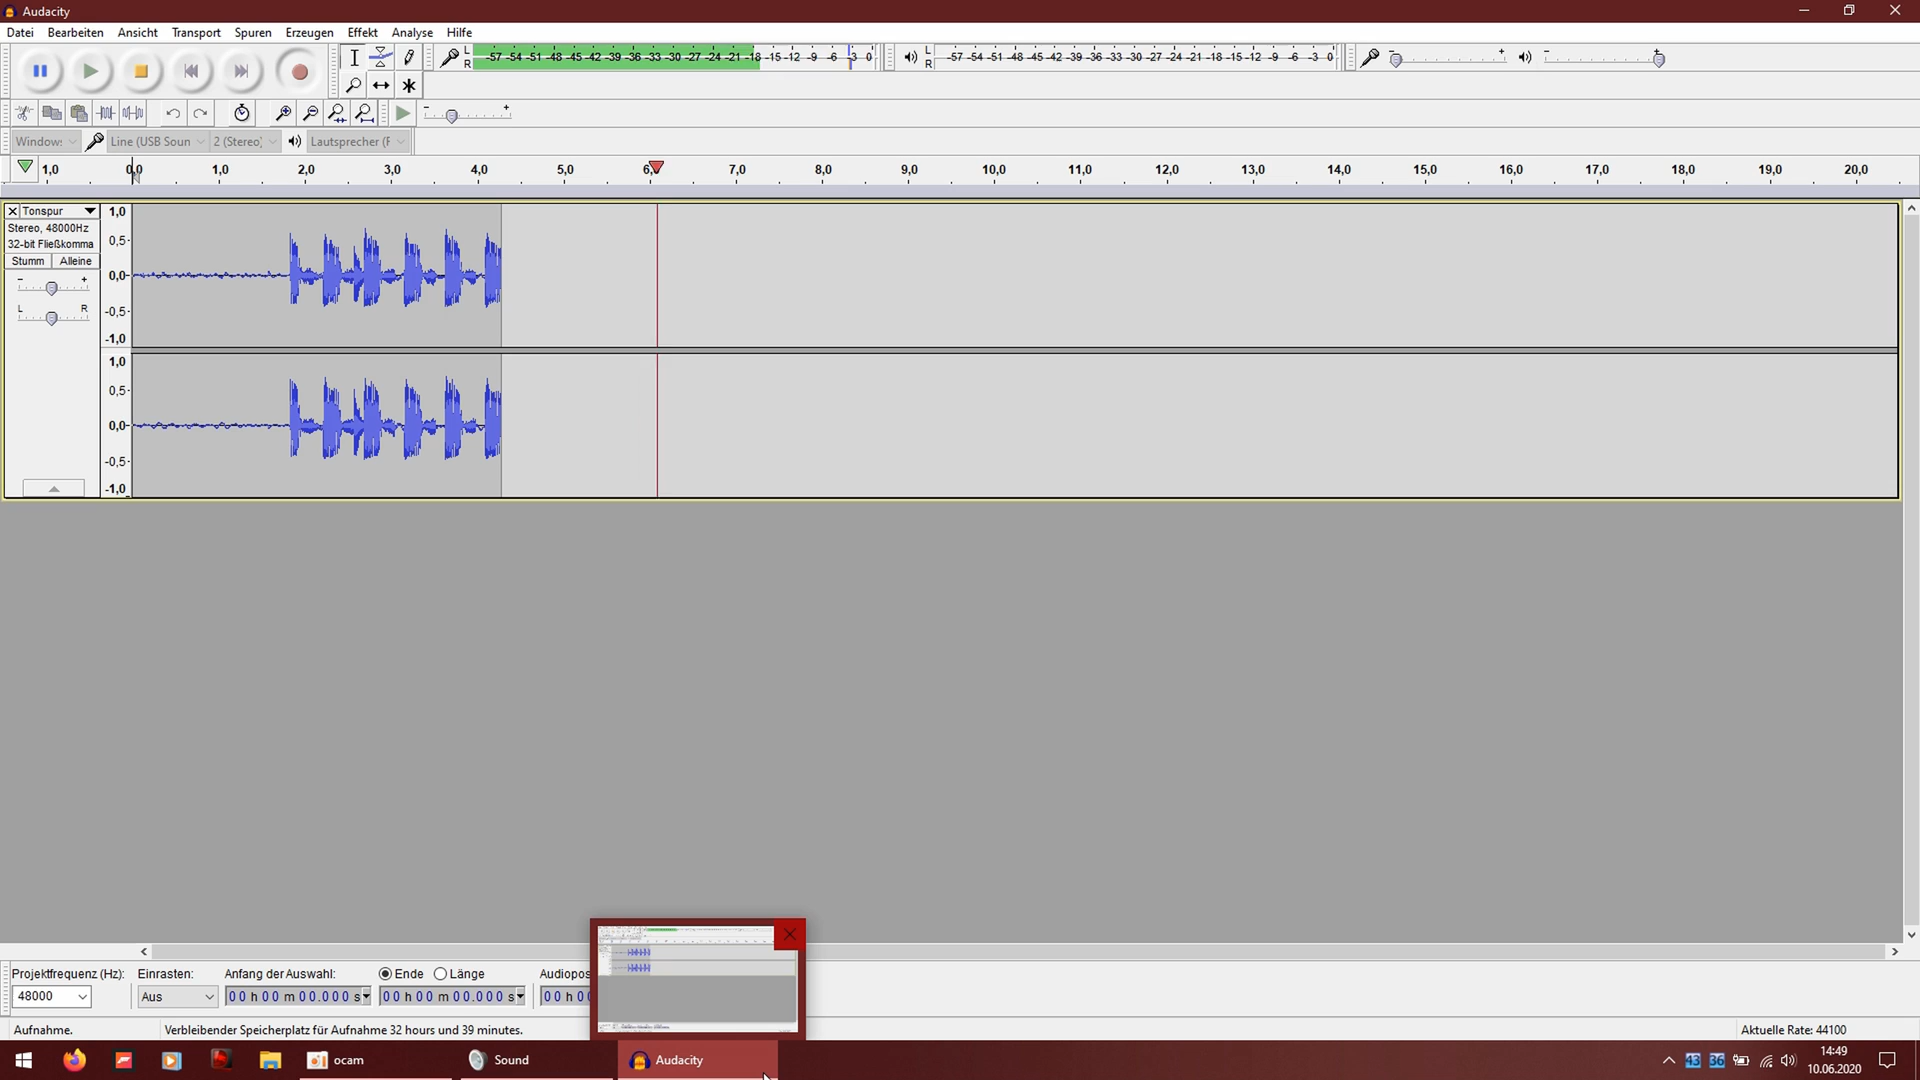 Audacity
Datei Bearbeiten Ansicht Transport Spuren Erzeugen Effekt Analyse Hilfe
L -57 -54 -51 -48 -45 -42 -39 -36 -33 -30 -27 -24 -21 -18 -15 -12 -9 -6 -3 0
R
L -57 -54 -51 -48 -45 -42 -39 -36 -33 -30 -27 -24 -21 -18 -15 -12 -9 -6 -3 0
R
- +
- +
- +
Line (USB Soun 2 (Stereo) Lautsprecher
1,0 0,0 1,0 2,0 3,0 4,0 5,0 6,0 7,0 8,0 9,0 10,0 11,0 12,0 13,0 14,0 15,0 16,0 17,0 18,0 19,0 20,0
Tonspur
Stereo, 48000Hz
32-bit Fließkomma
Stumm Alleine
- +
L R
1,0
0,5
0,0
-0,5
-1,0
1,0
0,5
0,0
-0,5
-1,0
Projektfrequenz (Hz): Einrasten: Anfang der Auswahl: Ende Länge Audiopos
48000 Aus 00 h 00 m 00.000 s 00 h 00 m 00.000 s 00 h 00
Aufnahme. Verbleibender Speicherplatz für Aufnahme 32 hours und 39 minutes. Aktuelle Rate: 44100
ocam Sound Audacity 43 36 14:49
10.06.2020